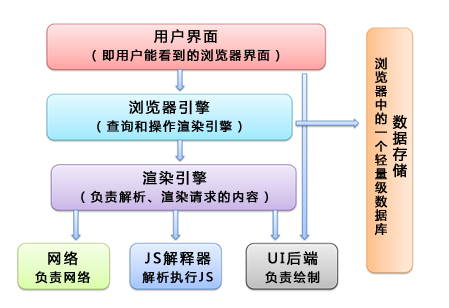 用户界面
（即用户能看到的浏览器界面）
浏览器引擎
（查询和操作渲染引擎）
渲染引擎
（负责解析、渲染请求的内容）
网络
负责网络
JS解释器
解析执行JS
UI后端
负责绘制
数据存储
浏览器中的一个轻量级数据库